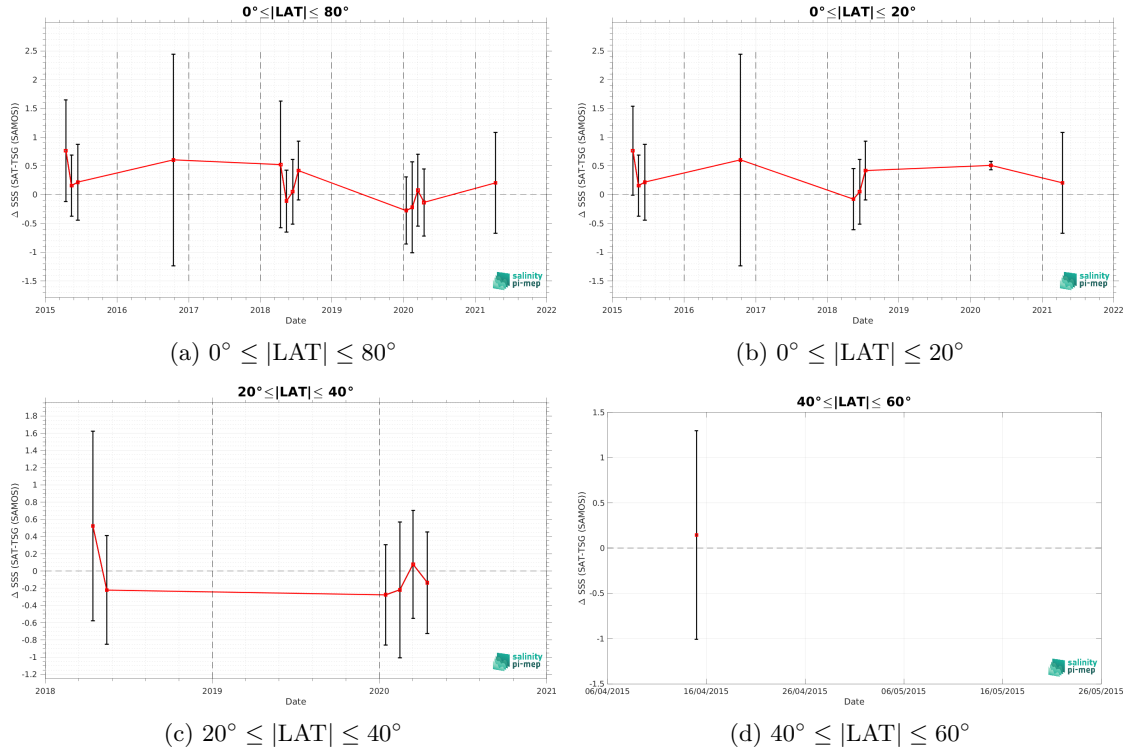 0°≤|LAT|≤ 80°
Δ SSS (SAT-TSG (SAMOS))
2.5
2
1.5
1
0.5
0
-0.5
-1
-1.5
2015 2016 2017 2018 2019 2020 2021 2022
Date
salinity
pi-mep
(a) 0° ≤ |LAT| ≤ 80°
0°≤|LAT|≤ 20°
Δ SSS (SAT-TSG (SAMOS))
2.5
2
1.5
1
0.5
0
-0.5
-1
-1.5
2015 2016 2017 2018 2019 2020 2021 2022
Date
salinity
pi-mep
(b) 0° ≤ |LAT| ≤ 20°
20°≤|LAT|≤ 40°
Δ SSS (SAT-TSG (SAMOS))
1.8
1.6
1.4
1.2
1
0.8
0.6
0.4
0.2
0
-0.2
-0.4
-0.6
-0.8
-1
-1.2
2018 2019 2020 2021
Date
salinity
pi-mep
(c) 20° ≤ |LAT| ≤ 40°
40°≤|LAT|≤ 60°
Δ SSS (SAT-TSG (SAMOS))
1.5
1
0.5
0
-0.5
-1
-1.5
06/04/2015 16/04/2015 26/04/2015 06/05/2015 16/05/2015 26/05/2015
Date
salinity
pi-mep
(d) 40° ≤ |LAT| ≤ 60°